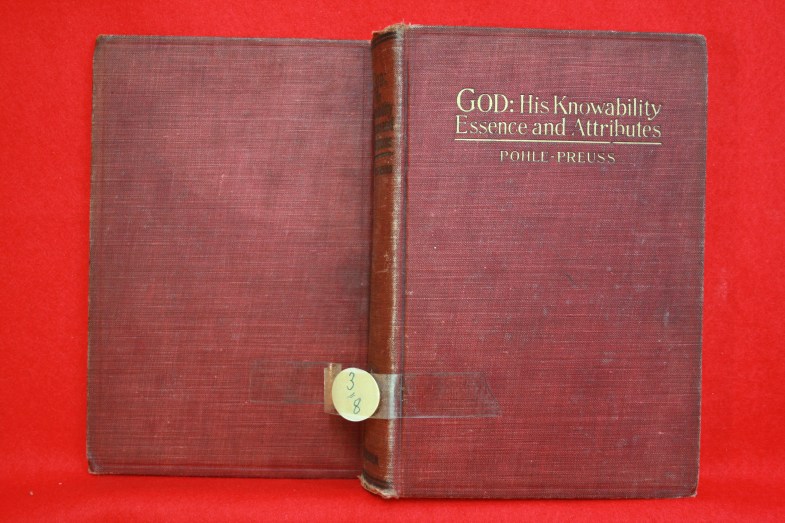 GOD: His Knowability
Essence and Attributes
POHLE-PREUSS
3
8